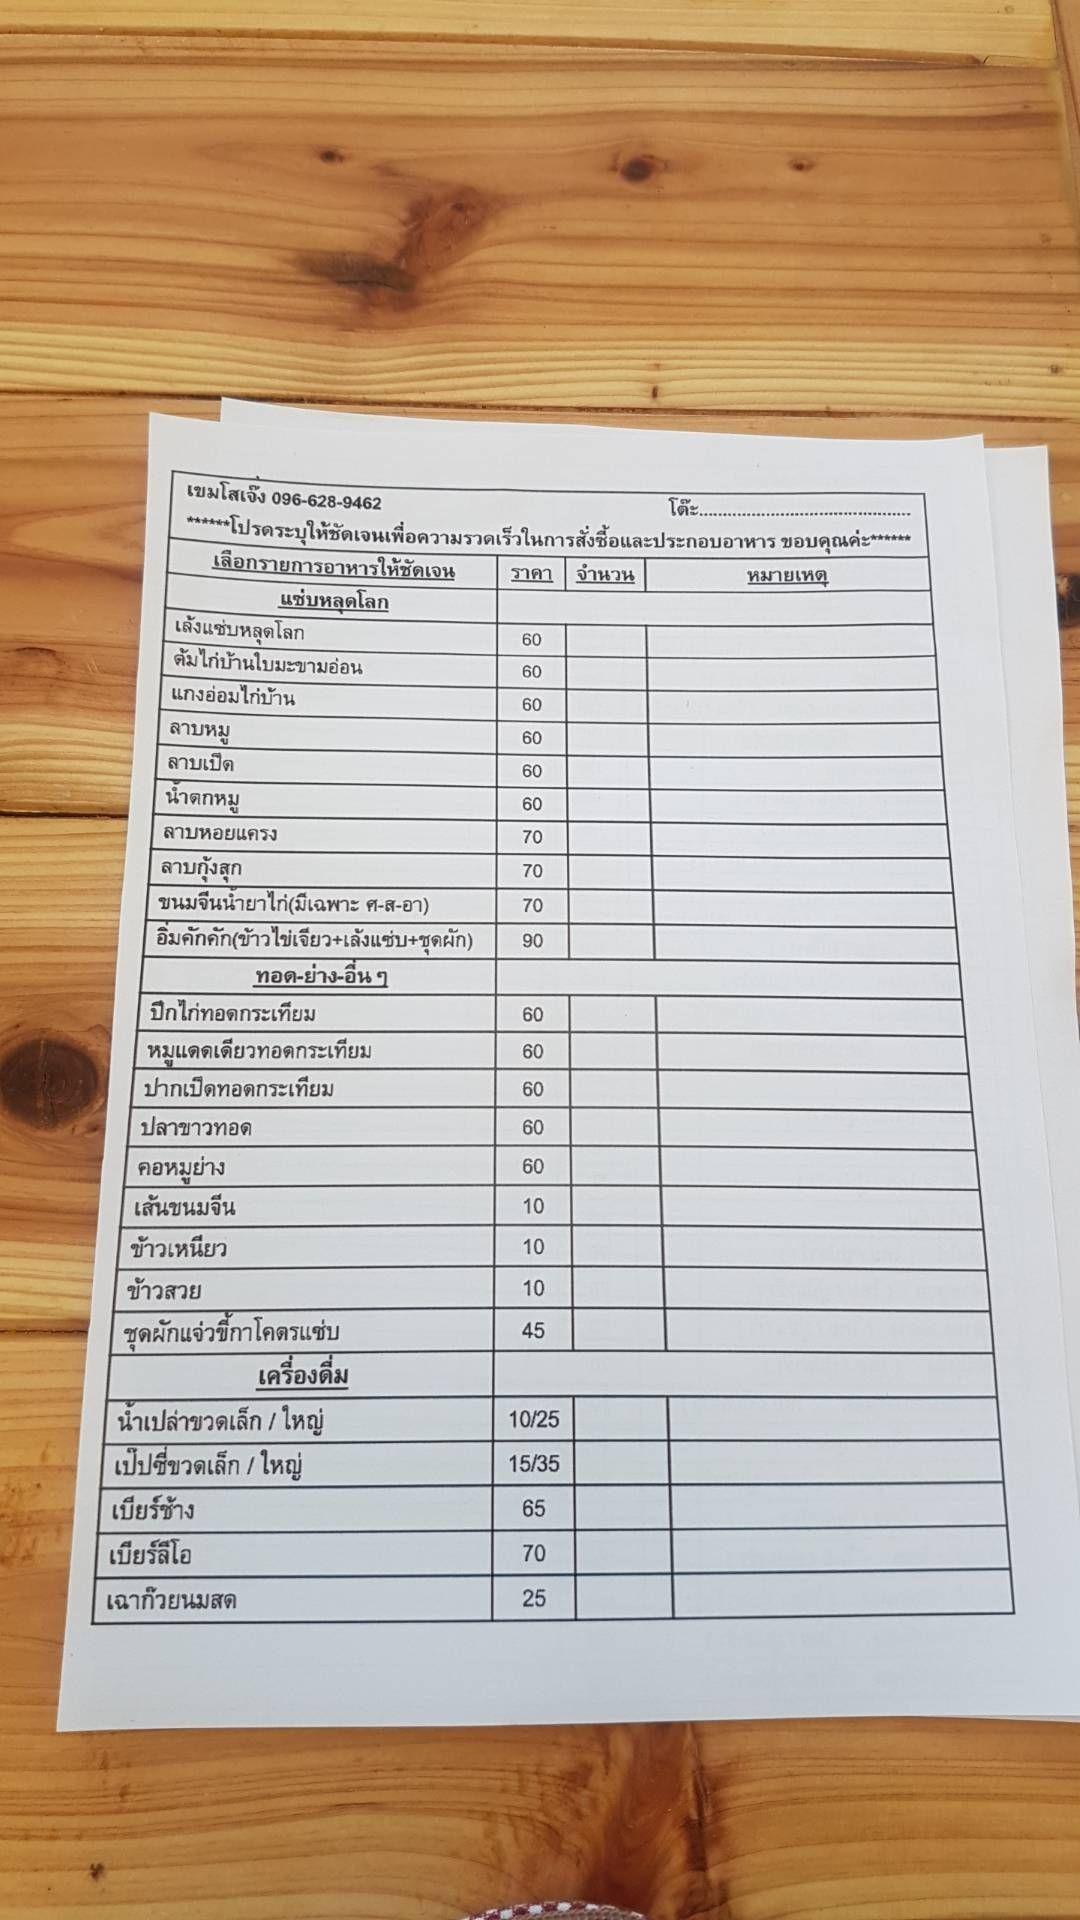 เขมโสเจ๊ง 096-628-9462 โต๊ะ..............................................
******โปรดระบุให้ชัดเจนเพื่อความรวดเร็วในการสั่งซื้อและประกอบอาหาร ขอบคุณค่ะ******
เลือกรายการอาหารให้ชัดเจน ราคา จำนวน หมายเหตุ
แซ่บหลุดโลก
เล้งแซ่บหลุดโลก 60
ต้มไก่บ้านใบมะขามอ่อน 60
แกงอ่อมไก่บ้าน 60
ลาบหมู 60
ลาบเป็ด 60
น้ำตกหมู 60
ลาบหอยแครง 70
ลาบกุ้งสุก 70
ขนมจีนน้ำยาไก่(มีเฉพาะ ศ-ส-อา) 70
อิ่มคักคัก(ข้าวไข่เจียว+เล้งแซ่บ+ชุดผัก) 90
ทอด-ย่าง-อื่น ๆ
ปีกไก่ทอดกระเทียม 60
หมูแดดเดียวทอดกระเทียม 60
ปากเป็ดทอดกระเทียม 60
ปลาขาวทอด 60
คอหมูย่าง 60
เส้นขนมจีน 10
ข้าวเหนียว 10
ข้าวสวย 10
ชุดผักแจ่วขี้กาโคตรแซ่บ 45
เครื่องดื่ม
น้ำเปล่าขวดเล็ก / ใหญ่ 10/25
เป๊ปซี่ขวดเล็ก / ใหญ่ 15/35
เบียร์ช้าง 65
เบียร์ลีโอ 70
เฉาก๊วยนมสด 25